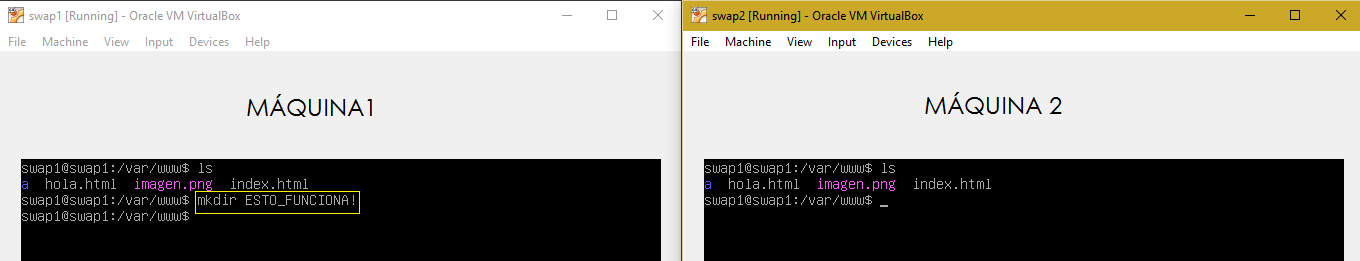 swap1 [Running] - Oracle VM VirtualBox
File Machine View Input Devices Help
MÁQUINA1
swap1@swap1:/var/www$ ls
a hola.html imagen.png index.html
swap1@swap1:/var/www$ mkdir ESTO_FUNCIONA!
swap1@swap1:/var/www$
swap2 [Running] - Oracle VM VirtualBox
File Machine View Input Devices Help
MÁQUINA 2
swap1@swap1:/var/www$ ls
a hola.html imagen.png index.html
swap1@swap1:/var/www$ _